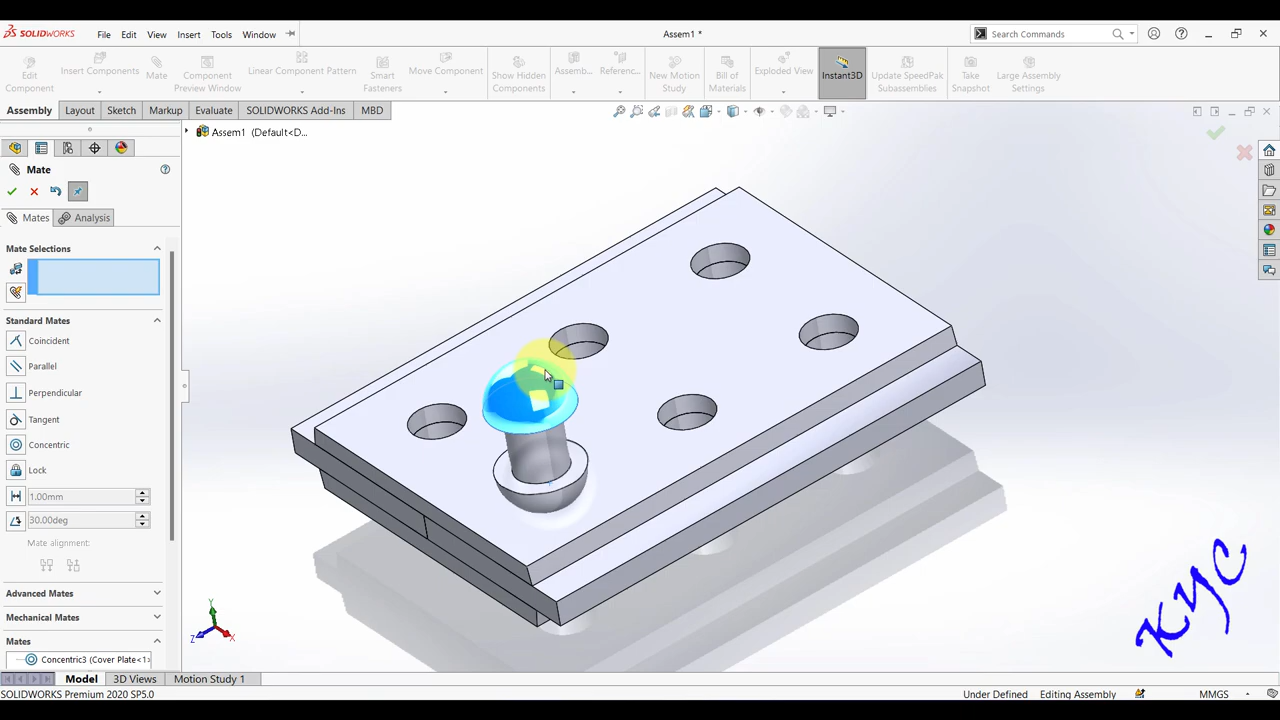 SOLIDWORKS File Edit View Insert Tools Window Assem1 * Search Commands
Edit Component
Insert Components
Mate
Component Preview Window
Linear Component Pattern
Smart Fasteners
Move Component
Show Hidden Components
Assemb...
Referenc...
New Motion Study
Bill of Materials
Exploded View
Instant3D
Update SpeedPak Subassemblies
Take Snapshot
Large Assembly Settings
Assembly Layout Sketch Markup Evaluate SOLIDWORKS Add-Ins MBD
Assem1 (Default<D...
Mate
Mates Analysis
Mate Selections
Standard Mates
Coincident
Parallel
Perpendicular
Tangent
Concentric
Lock
1.00mm
30.00deg
Mate alignment:
Advanced Mates
Mechanical Mates
Mates
Concentric3 (Cover Plate<1>
Y
Z X
KYC
Model 3D Views Motion Study 1
SOLIDWORKS Premium 2020 SP5.0 Under Defined Editing Assembly MMGS